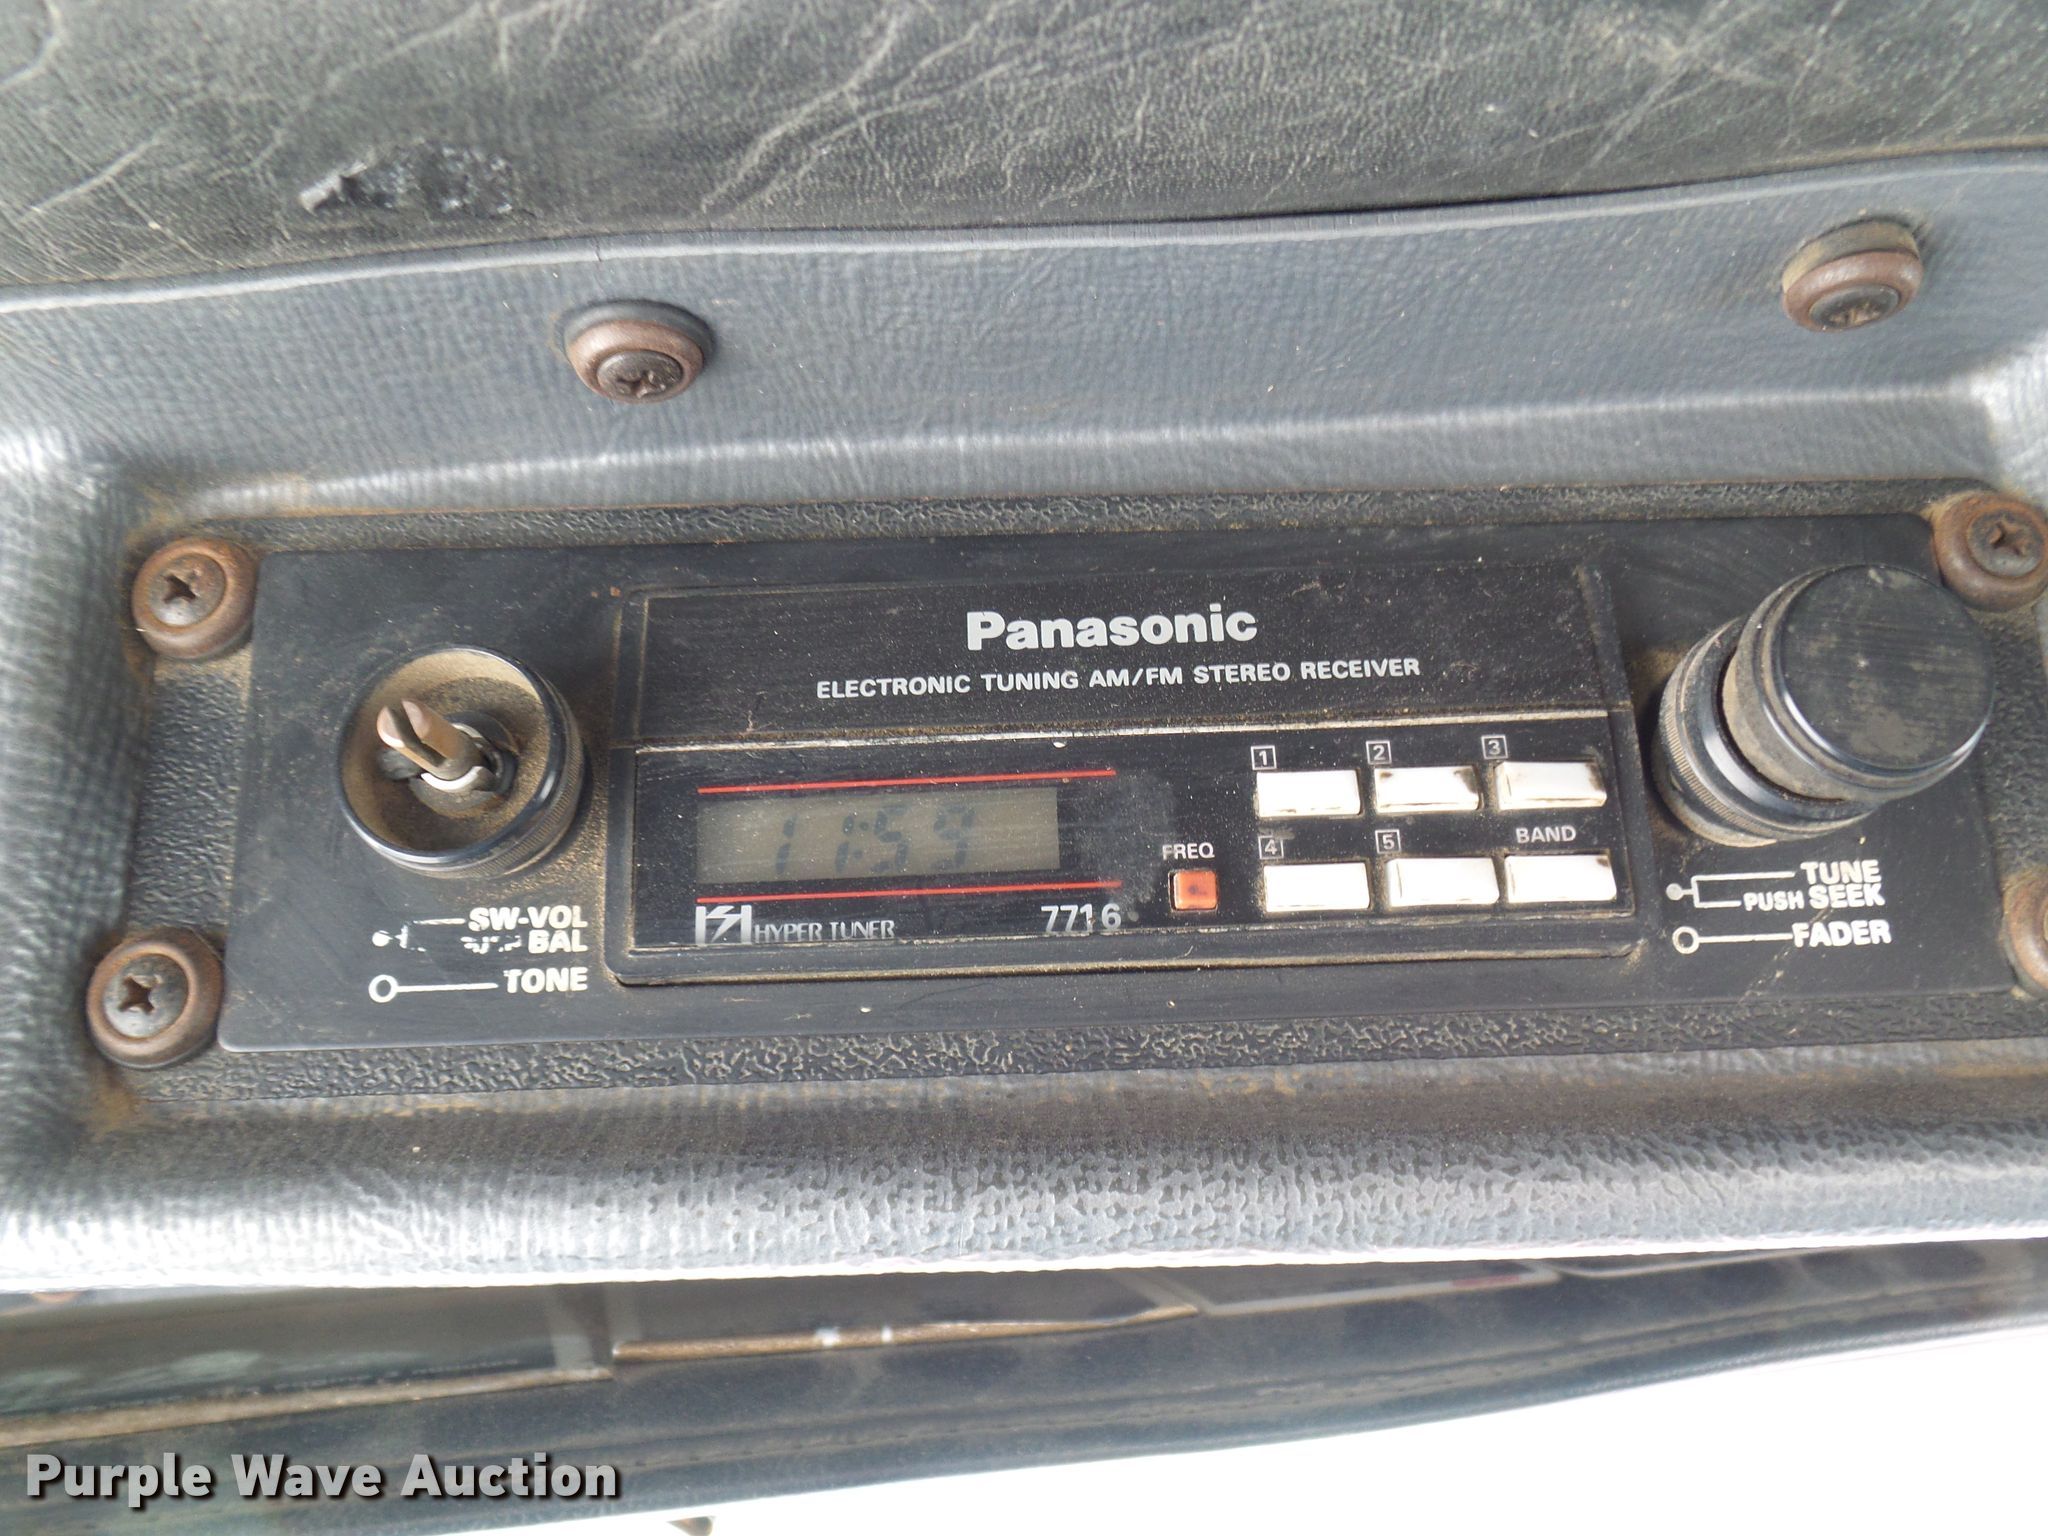 Panasonic
ELECTRONIC TUNING AM/FM STEREO RECEIVER
1 2 3
11:59
FREQ
4 5 BAND
HYPER TUNER 7716
SW-VOL
BAL
TONE
TUNE
PUSH SEEK
FADER
Purple Wave Auction